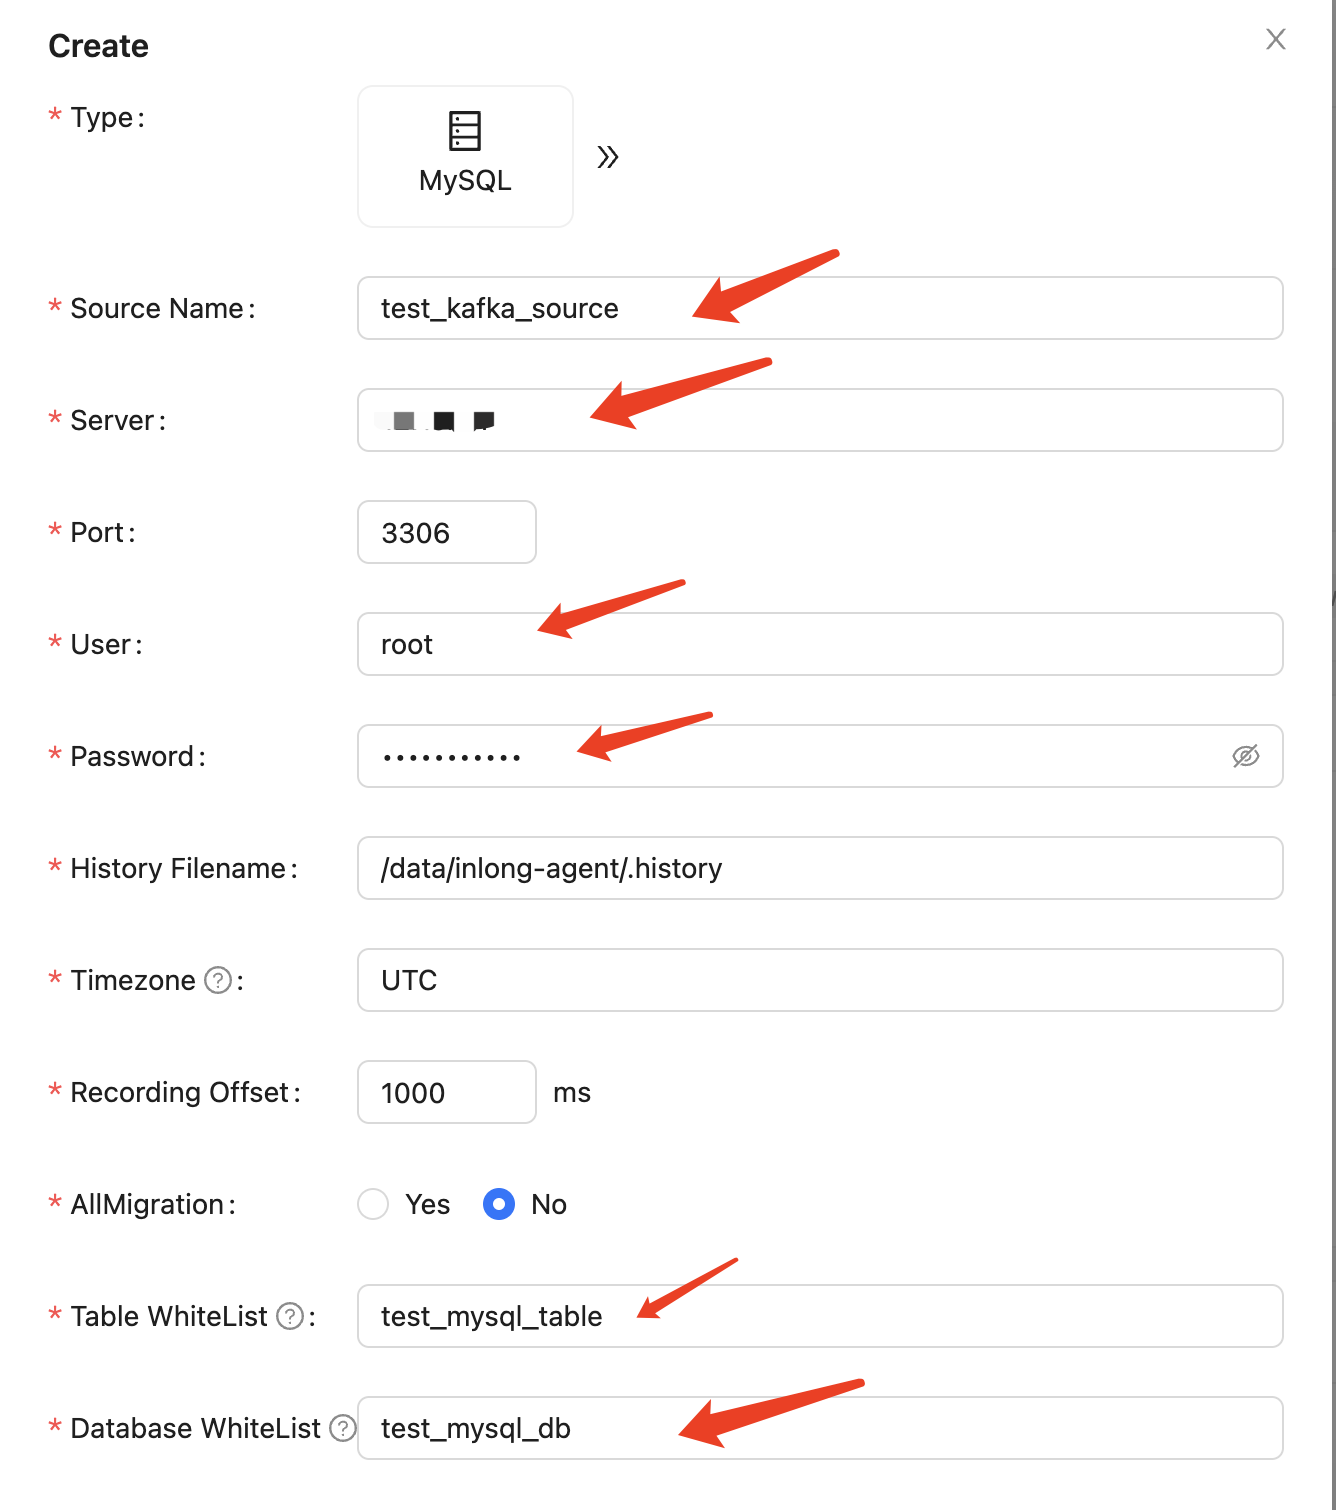 Create
* Type:
MySQL
* Source Name: test_kafka_source
* Server:
* Port: 3306
* User: root
* Password: •••••••••••
* History Filename: /data/inlong-agent/.history
* Timezone ?: UTC
* Recording Offset: 1000 ms
* AllMigration: Yes No
* Table WhiteList ?: test_mysql_table
* Database WhiteList ? test_mysql_db